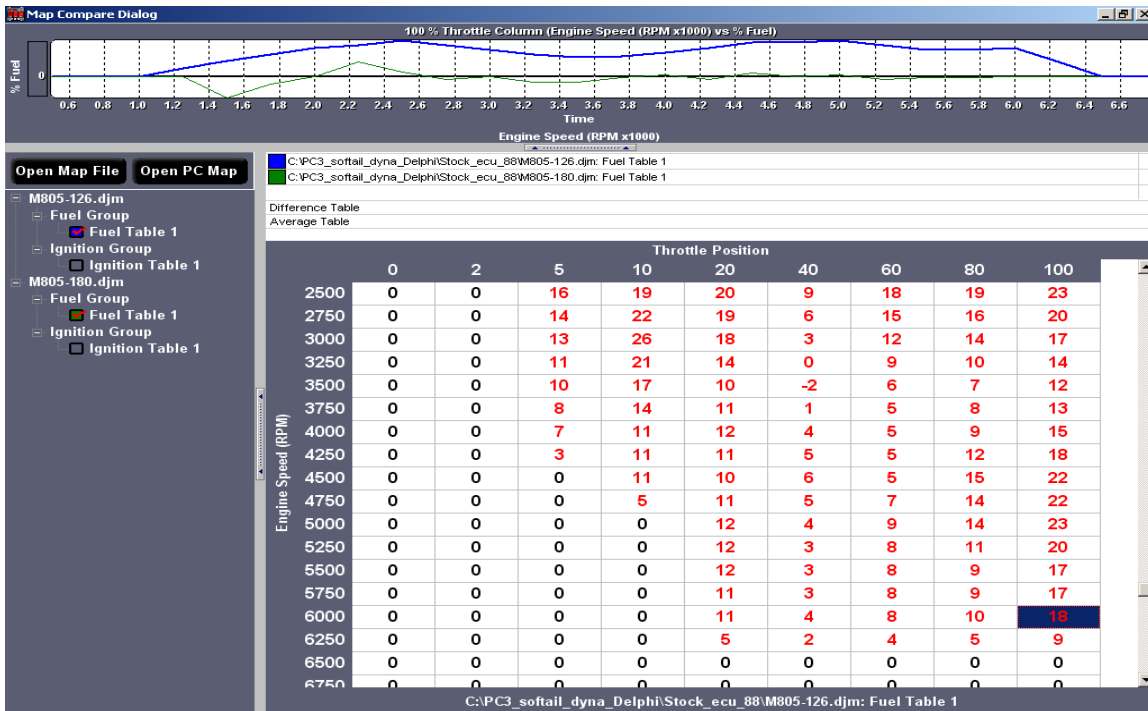 Map Compare Dialog
100 % Throttle Column (Engine Speed (RPM x1000) vs % Fuel)
% Fuel
0
0.6 0.8 1.0 1.2 1.4 1.6 1.8 2.0 2.2 2.4 2.6 2.8 3.0 3.2 3.4 3.6 3.8 4.0 4.2 4.4 4.6 4.8 5.0 5.2 5.4 5.6 5.8 6.0 6.2 6.4 6.6
Time
Engine Speed (RPM x1000)
Open Map File Open PC Map
M805-126.djm
Fuel Group
Fuel Table 1
Ignition Group
Ignition Table 1
M805-180.djm
Fuel Group
Fuel Table 1
Ignition Group
Ignition Table 1
C:\PC3_softail_dyna_Delphi\Stock_ecu_88\M805-126.djm: Fuel Table 1
C:\PC3_softail_dyna_Delphi\Stock_ecu_88\M805-180.djm: Fuel Table 1
Difference Table
Average Table
Throttle Position
0 2 5 10 20 40 60 80 100
Engine Speed (RPM)
2500 0 0 16 19 20 9 18 19 23
2750 0 0 14 22 19 6 15 16 20
3000 0 0 13 26 18 3 12 14 17
3250 0 0 11 21 14 0 9 10 14
3500 0 0 10 17 10 -2 6 7 12
3750 0 0 8 14 11 1 5 8 13
4000 0 0 7 11 12 4 5 9 15
4250 0 0 3 11 11 5 5 12 18
4500 0 0 0 11 10 6 5 15 22
4750 0 0 0 5 11 5 7 14 22
5000 0 0 0 0 12 4 9 14 23
5250 0 0 0 0 12 3 8 11 20
5500 0 0 0 0 12 3 8 9 17
5750 0 0 0 0 11 3 8 9 17
6000 0 0 0 0 11 4 8 10 18
6250 0 0 0 0 5 2 4 5 9
6500 0 0 0 0 0 0 0 0 0
6750 0 0 0 0 0 0 0 0 0
C:\PC3_softail_dyna_Delphi\Stock_ecu_88\M805-126.djm: Fuel Table 1